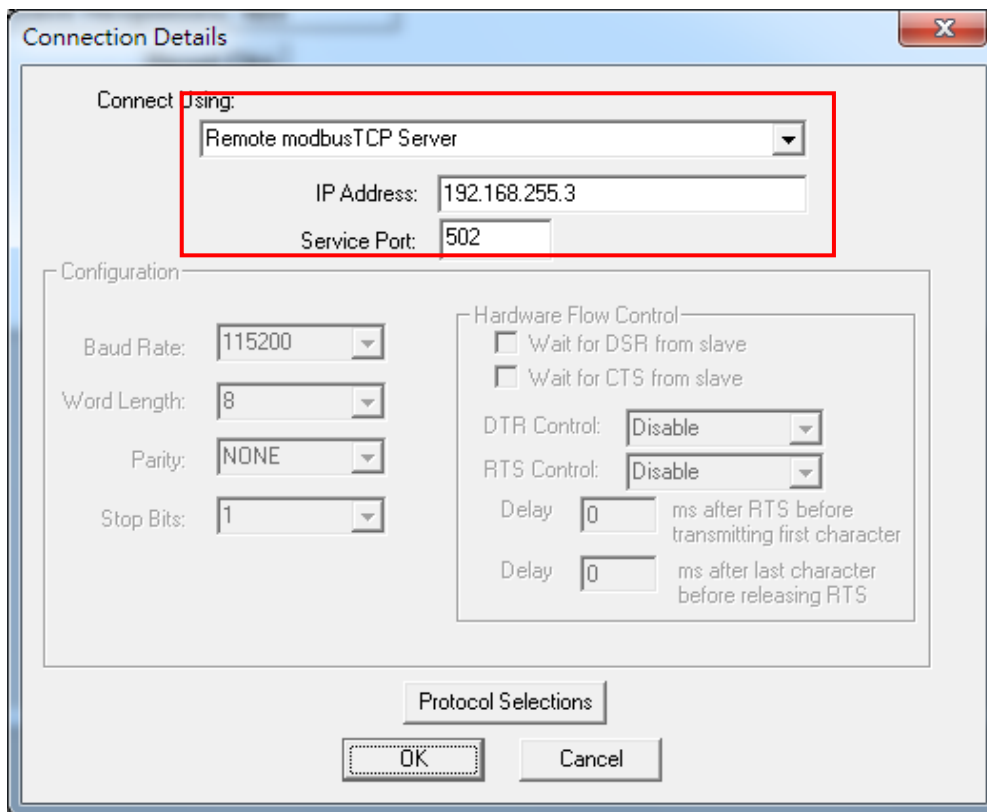 Connection Details
Connect Using:
Remote modbusTCP Server
IP Address: 192.168.255.3
Service Port: 502
Configuration
Baud Rate: 115200
Word Length: 8
Parity: NONE
Stop Bits: 1
Hardware Flow Control
Wait for DSR from slave
Wait for CTS from slave
DTR Control: Disable
RTS Control: Disable
Delay 0 ms after RTS before
transmitting first character
Delay 0 ms after last character
before releasing RTS
Protocol Selections
OK Cancel